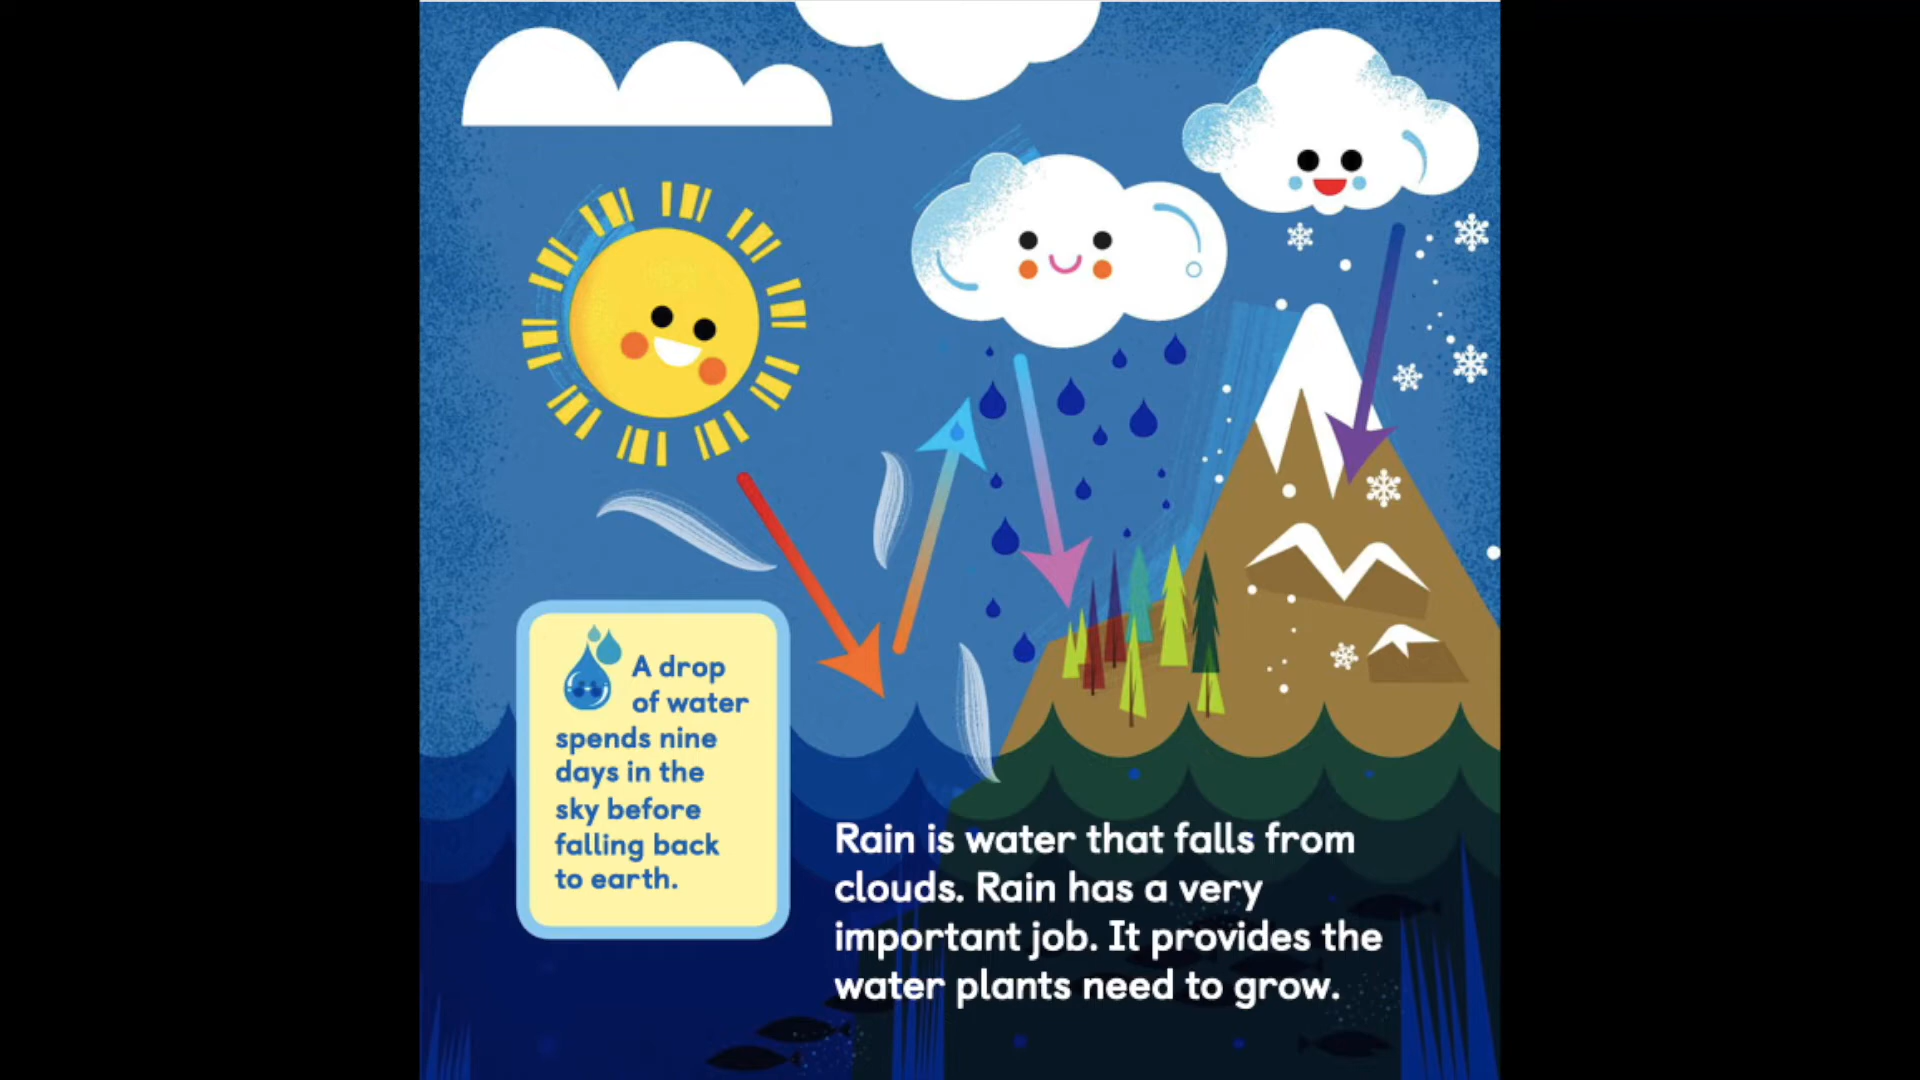 A drop
of water
spends nine
days in the
sky before
falling back
to earth.
Rain is water that falls from
clouds. Rain has a very
important job. It provides the
water plants need to grow.